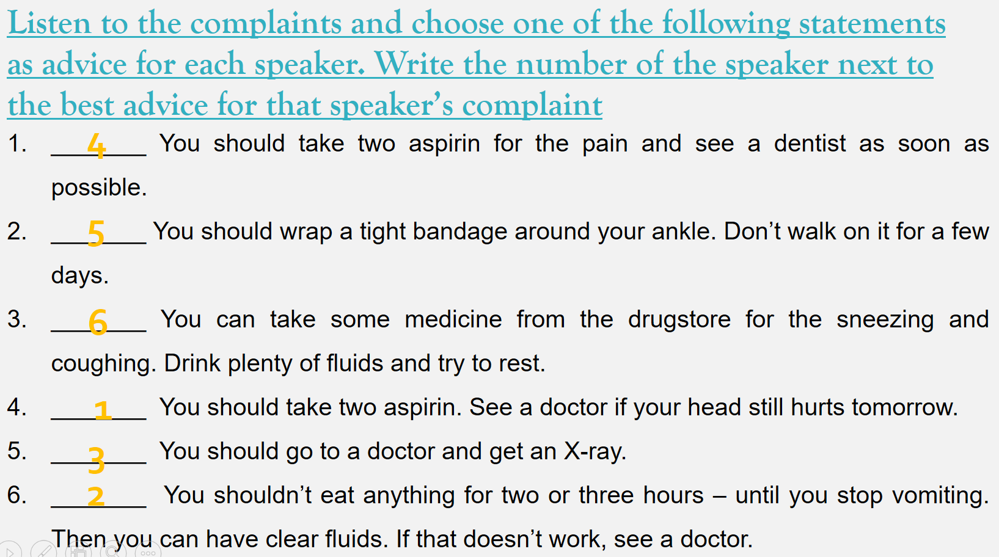 Listen to the complaints and choose one of the following statements
as advice for each speaker. Write the number of the speaker next to
the best advice for that speaker’s complaint
1. 4 You should take two aspirin for the pain and see a dentist as soon as
possible.
2. 5 You should wrap a tight bandage around your ankle. Don’t walk on it for a few
days.
3. 6 You can take some medicine from the drugstore for the sneezing and
coughing. Drink plenty of fluids and try to rest.
4. 1 You should take two aspirin. See a doctor if your head still hurts tomorrow.
5. 3 You should go to a doctor and get an X-ray.
6. 2 You shouldn’t eat anything for two or three hours – until you stop vomiting.
Then you can have clear fluids. If that doesn’t work, see a doctor.